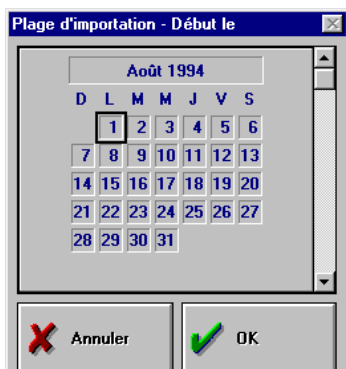 Plage d'importation - Début le
Août 1994
D L M M J V S
1 2 3 4 5 6
7 8 9 10 11 12 13
14 15 16 17 18 19 20
21 22 23 24 25 26 27
28 29 30 31
Annuler OK